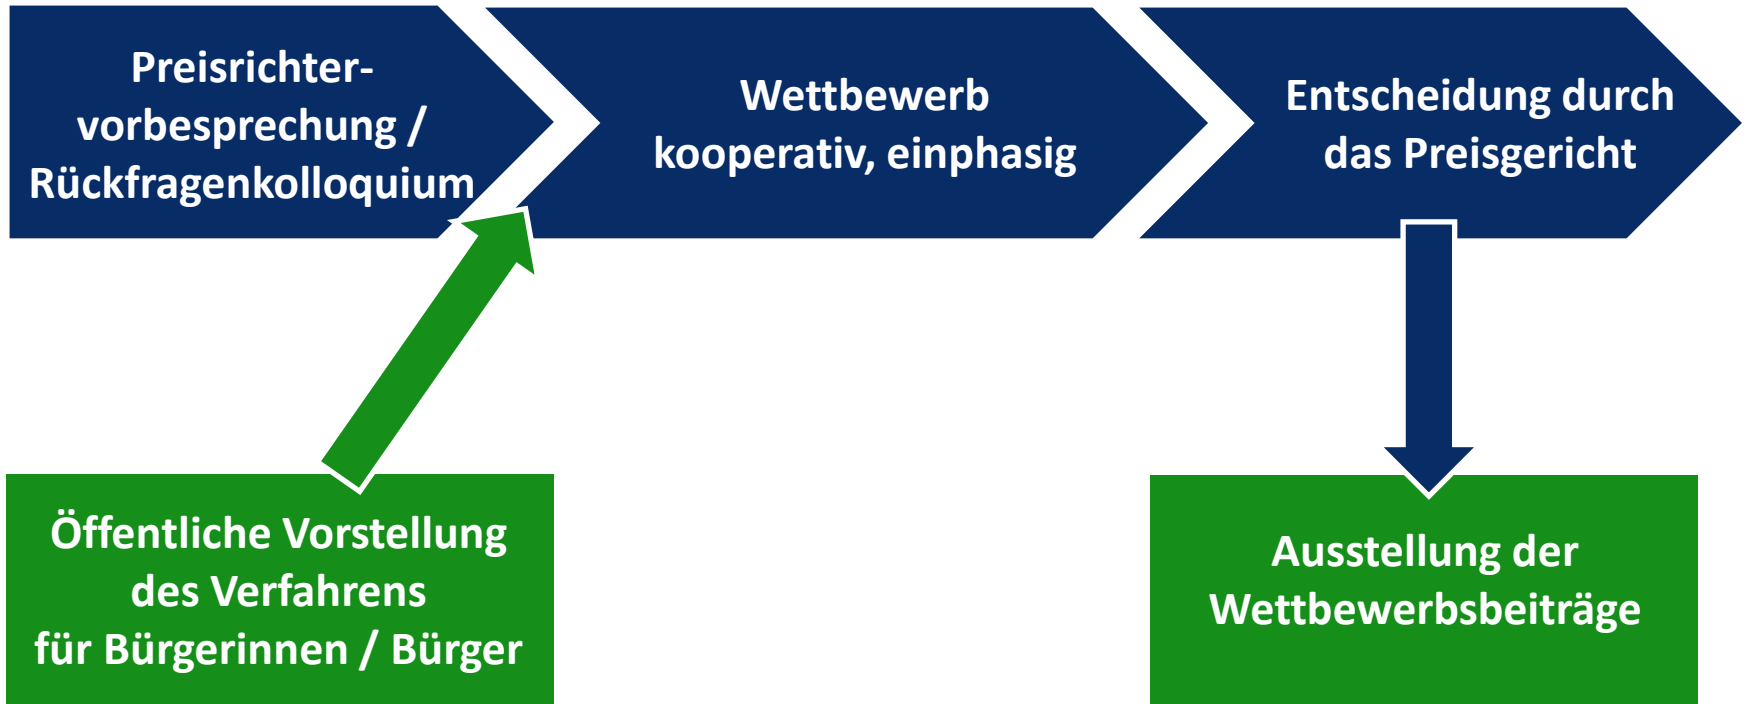 Preisrichter-
vorbesprechung /
Rückfragenkolloquium
Wettbewerb
kooperativ, einphasig
Entscheidung durch
das Preisgericht
Öffentliche Vorstellung
des Verfahrens
für Bürgerinnen / Bürger
Ausstellung der
Wettbewerbsbeiträge